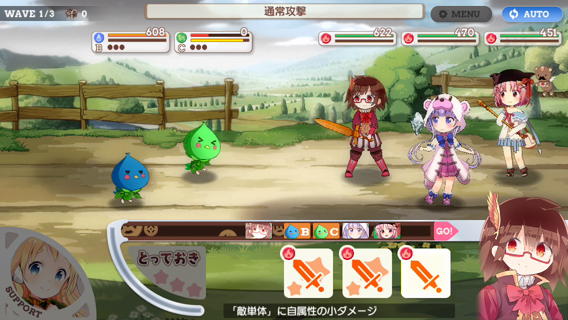 WAVE 1/3
0
通常攻撃
MENU
AUTO
608
B
0
C
622
470
451
B
C
GO!
SUPPORT
とっておき
「敵単体」に自属性の小ダメージ